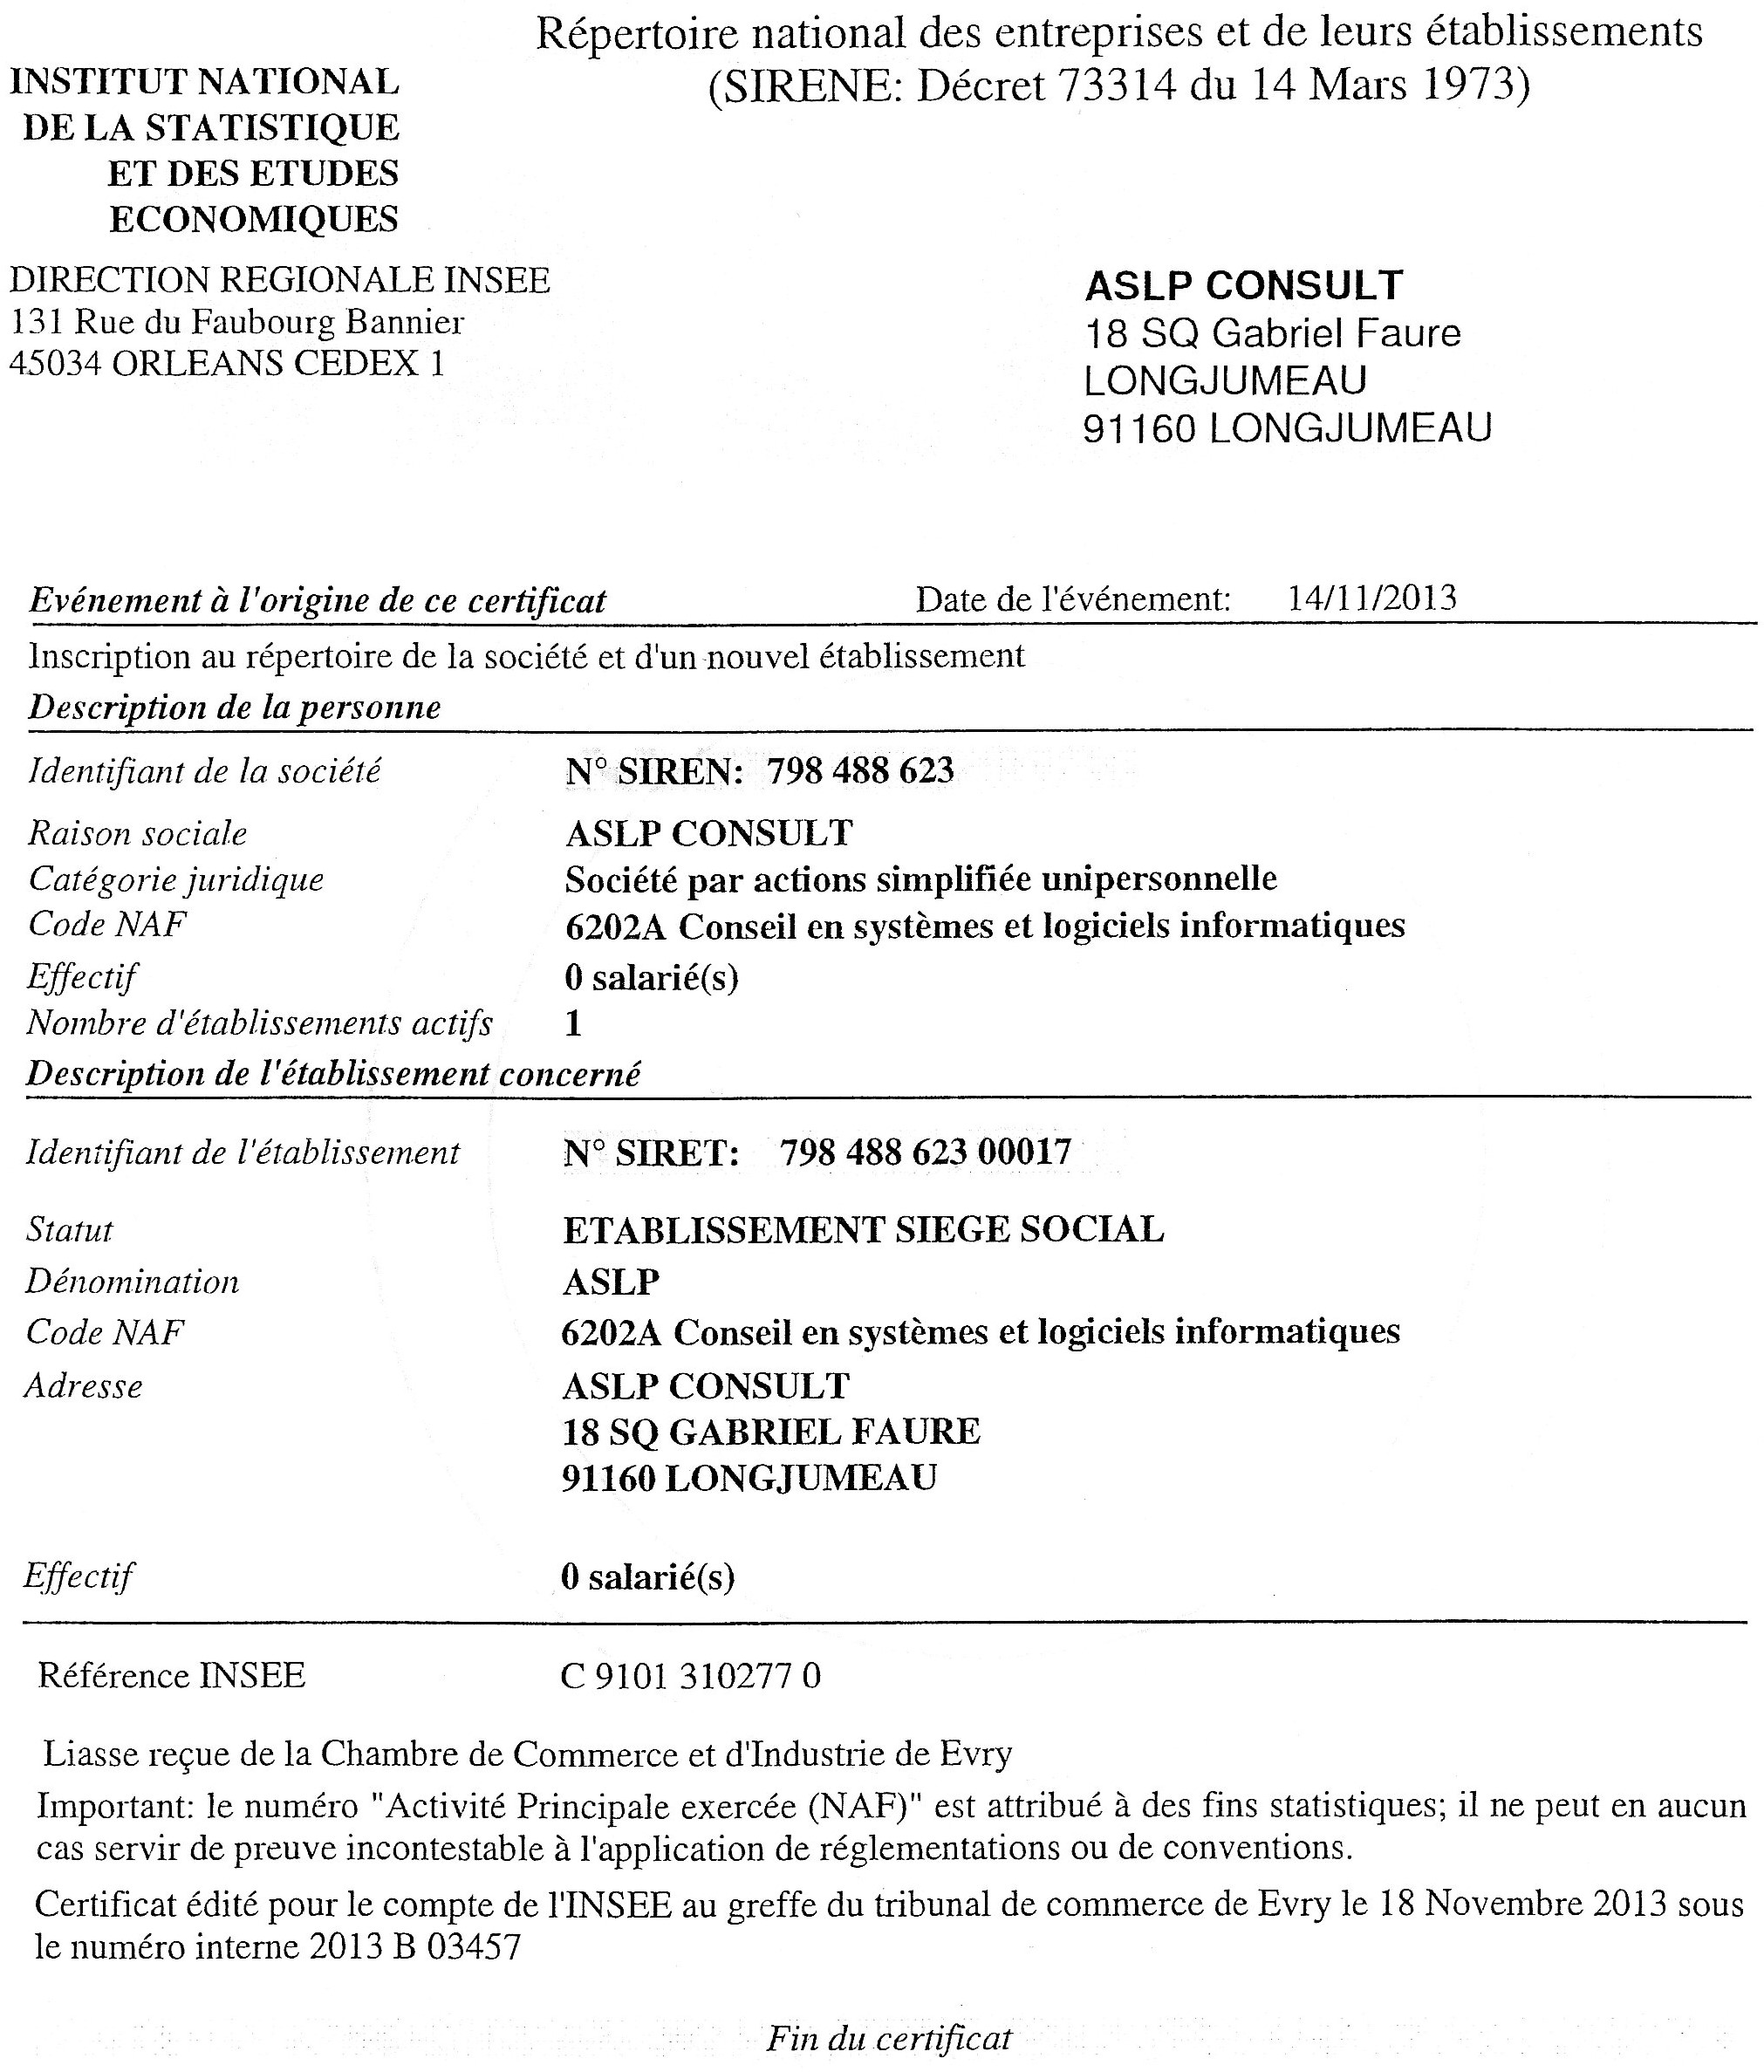 Répertoire national des entreprises et de leurs établissements
(SIRENE: Décret 73314 du 14 Mars 1973)
INSTITUT NATIONAL
DE LA STATISTIQUE
ET DES ETUDES
ECONOMIQUES
DIRECTION REGIONALE INSEE
131 Rue du Faubourg Bannier
45034 ORLEANS CEDEX 1
ASLP CONSULT
18 SQ Gabriel Faure
LONGJUMEAU
91160 LONGJUMEAU
Evénement à l'origine de ce certificat Date de l'événement: 14/11/2013
Inscription au répertoire de la société et d'un nouvel établissement
Description de la personne
Identifiant de la société N° SIREN: 798 488 623
Raison sociale ASLP CONSULT
Catégorie juridique Société par actions simplifiée unipersonnelle
Code NAF 6202A Conseil en systèmes et logiciels informatiques
Effectif 0 salarié(s)
Nombre d'établissements actifs 1
Description de l'établissement concerné
Identifiant de l'établissement N° SIRET: 798 488 623 00017
Statut ETABLISSEMENT SIEGE SOCIAL
Dénomination ASLP
Code NAF 6202A Conseil en systèmes et logiciels informatiques
Adresse ASLP CONSULT
18 SQ GABRIEL FAURE
91160 LONGJUMEAU
Effectif 0 salarié(s)
Référence INSEE C 9101 310277 0
Liasse reçue de la Chambre de Commerce et d'Industrie de Evry
Important: le numéro "Activité Principale exercée (NAF)" est attribué à des fins statistiques; il ne peut en aucun
cas servir de preuve incontestable à l'application de réglementations ou de conventions.
Certificat édité pour le compte de l'INSEE au greffe du tribunal de commerce de Evry le 18 Novembre 2013 sous
le numéro interne 2013 B 03457
Fin du certificat